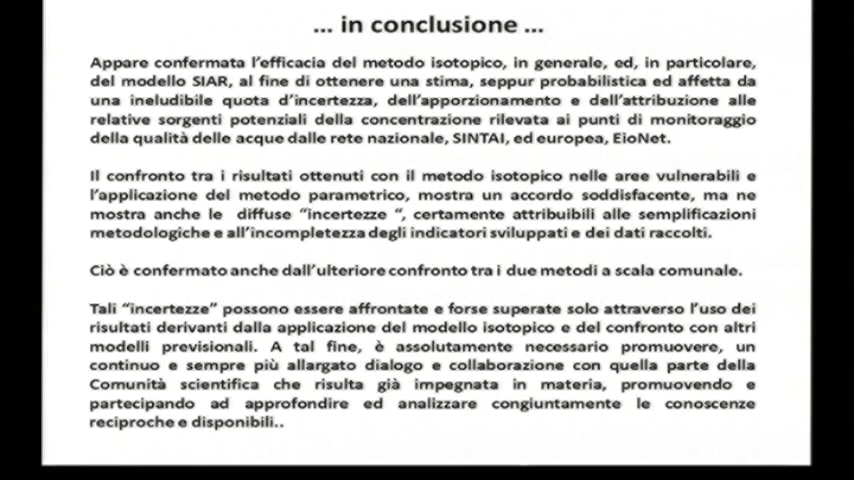 ... in conclusione ...
Appare confermata l'efficacia del metodo isotopico, in generale, ed, in particolare,
del modello SIAR, al fine di ottenere una stima, seppur probabilistica ed affetta da
una ineludibile quota d'incertezza, dell'apporzionamento e dell'attribuzione alle
relative sorgenti potenziali della concentrazione rilevata ai punti di monitoraggio
della qualità delle acque dalle rete nazionale, SINTAI, ed europea, EioNet.
Il confronto tra i risultati ottenuti con il metodo isotopico nelle aree vulnerabili e
l'applicazione del metodo parametrico, mostra un accordo soddisfacente, ma ne
mostra anche le diffuse "incertezze ", certamente attribuibili alle semplificazioni
metodologiche e all'incompletezza degli indicatori sviluppati e dei dati raccolti.
Ciò è confermato anche dall'ulteriore confronto tra i due metodi a scala comunale.
Tali "incertezze" possono essere affrontate e forse superate solo attraverso l'uso dei
risultati derivanti dalla applicazione del modello isotopico e del confronto con altri
modelli previsionali. A tal fine, è assolutamente necessario promuovere, un
continuo e sempre più allargato dialogo e collaborazione con quella parte della
Comunità scientifica che risulta già impegnata in materia, promuovendo e
partecipando ad approfondire ed analizzare congiuntamente le conoscenze
reciproche e disponibili..